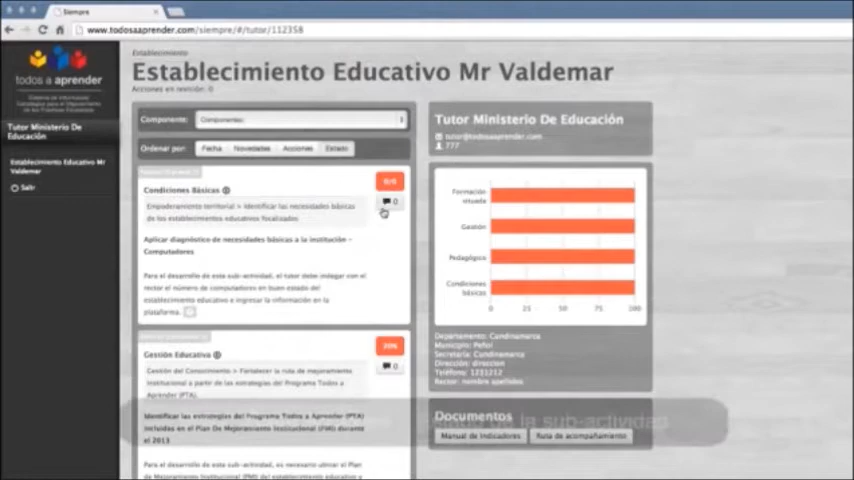 Siempre
www.todosaaprender.com/siempre/#/tutor/112358
todos a aprender
Tutor Ministerio De
Educación
Establecimiento Educativo Mr
Valdemar
Salir
Establecimiento
Establecimiento Educativo Mr Valdemar
Acciones en revisión: 0
Componente: Componentes:
Ordenar por: Fecha Novedades Acciones Estado
Condiciones Básicas
0/0
0
Empoderamiento territorial > Identificar las necesidades básicas
de los establecimientos educativos focalizados
Aplicar diagnóstico de necesidades básicas a la institución -
Computadores
Para el desarrollo de este sub-actividad, el tutor debe indagar con el
rector el número de computadores en buen estado del
establecimiento educativo e ingresar la información en la
plataforma.
Gestión Educativa
20%
0
Gestión del Conocimiento > Fortalecer la ruta de mejoramiento
institucional a partir de las estrategias del Programa Todos a
Aprender (PTA).
Identificar las estrategias del Programa Todos a Aprender (PTA)
incluidas en el Plan De Mejoramiento Institucional (PMI) durante
el 2013
Para el desarrollo de la sub-actividad, es necesario ubicar el Plan
de Mejoramiento Institucional (PMI) del establecimiento educativo e
Tutor Ministerio De Educación
tutor@todosaaprender.com
777
Formación
situada
Gestión
Pedagógico
Condiciones
básicas
0 25 50 75 100
Departamento: Cundinamarca
Municipio: Peñol
Secretaría: Cundinamarca
Dirección: direccion
Teléfono: 1231212
Rector: nombre apellidos
Documentos
estado de la sub-actividad
Manual de indicadores Ruta de acompañamiento